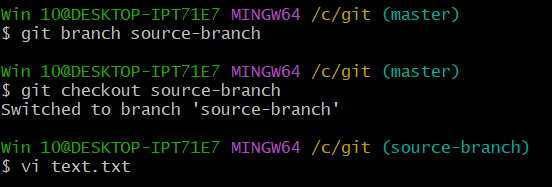 Win 10@DESKTOP-IPT71E7 MINGW64 /c/git (master)
$ git branch source-branch
Win 10@DESKTOP-IPT71E7 MINGW64 /c/git (master)
$ git checkout source-branch
Switched to branch 'source-branch'
Win 10@DESKTOP-IPT71E7 MINGW64 /c/git (source-branch)
$ vi text.txt